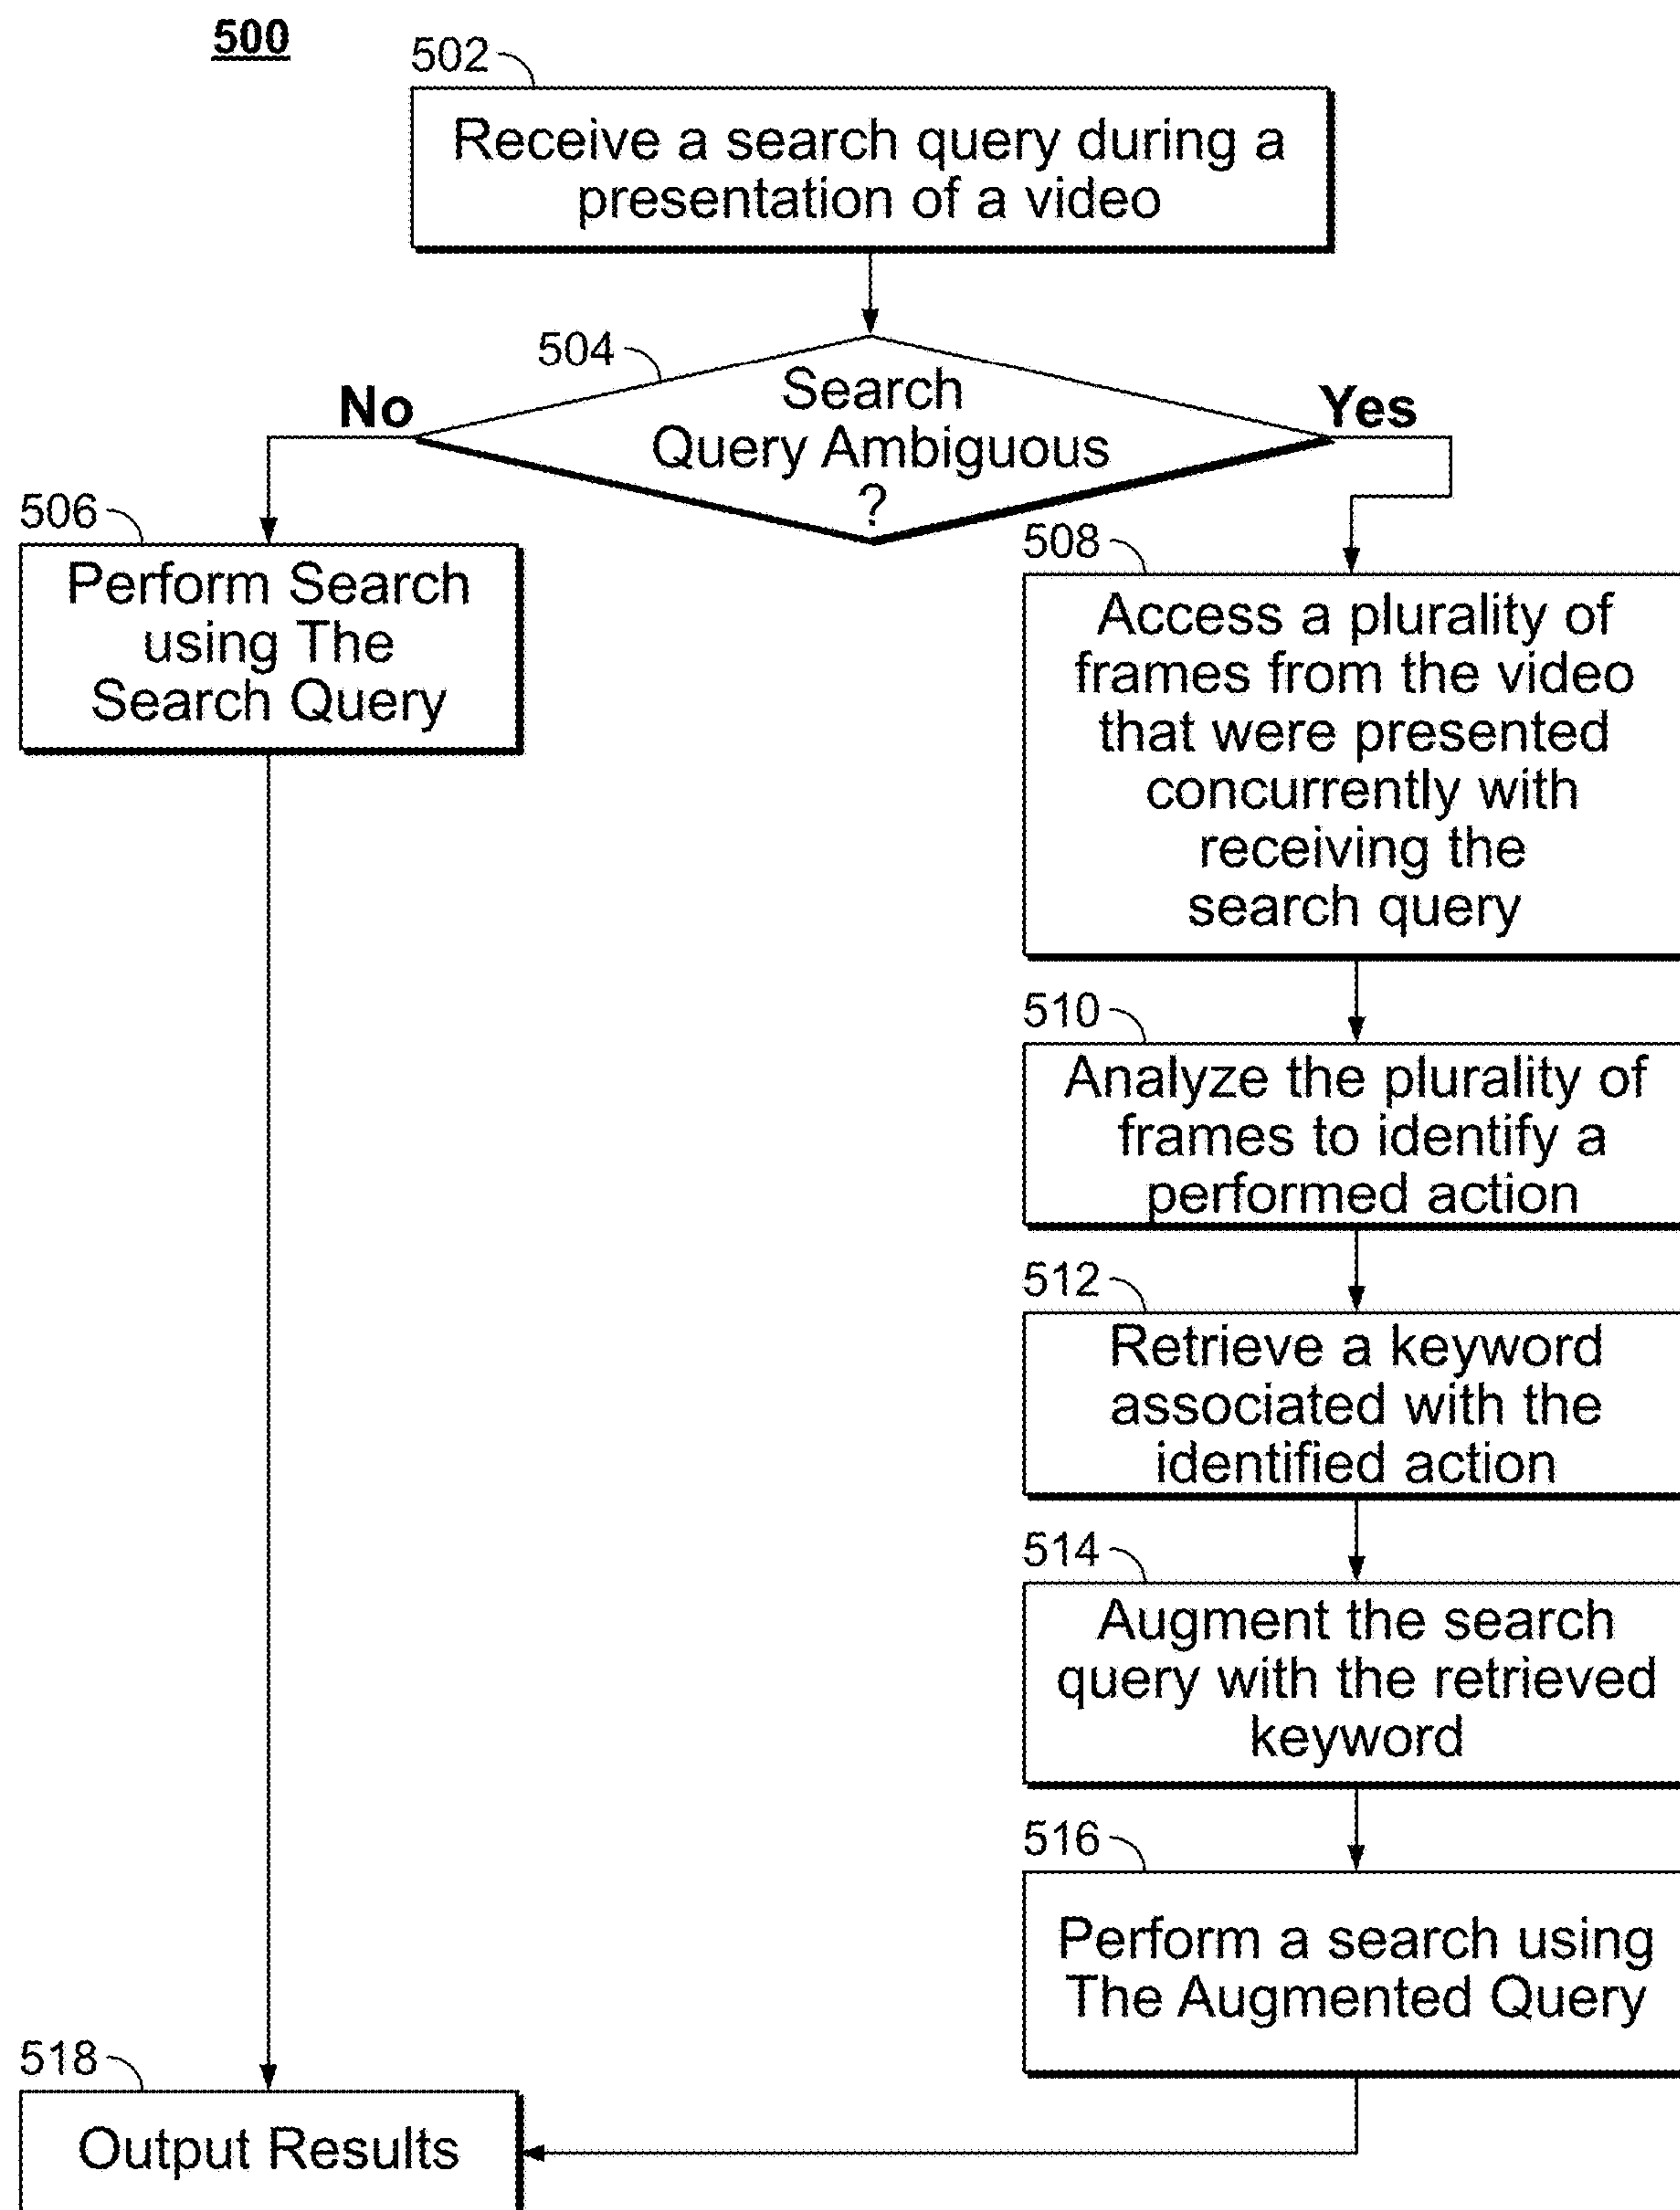 500
502
Receive a search query during a
presentation of a video
504
Search
Query Ambiguous
?
No
Yes
506
Perform Search
using The
Search Query
508
Access a plurality of
frames from the video
that were presented
concurrently with
receiving the
search query
510
Analyze the plurality of
frames to identify a
performed action
512
Retrieve a keyword
associated with the
identified action
514
Augment the search
query with the retrieved
keyword
516
Perform a search using
The Augmented Query
518
Output Results